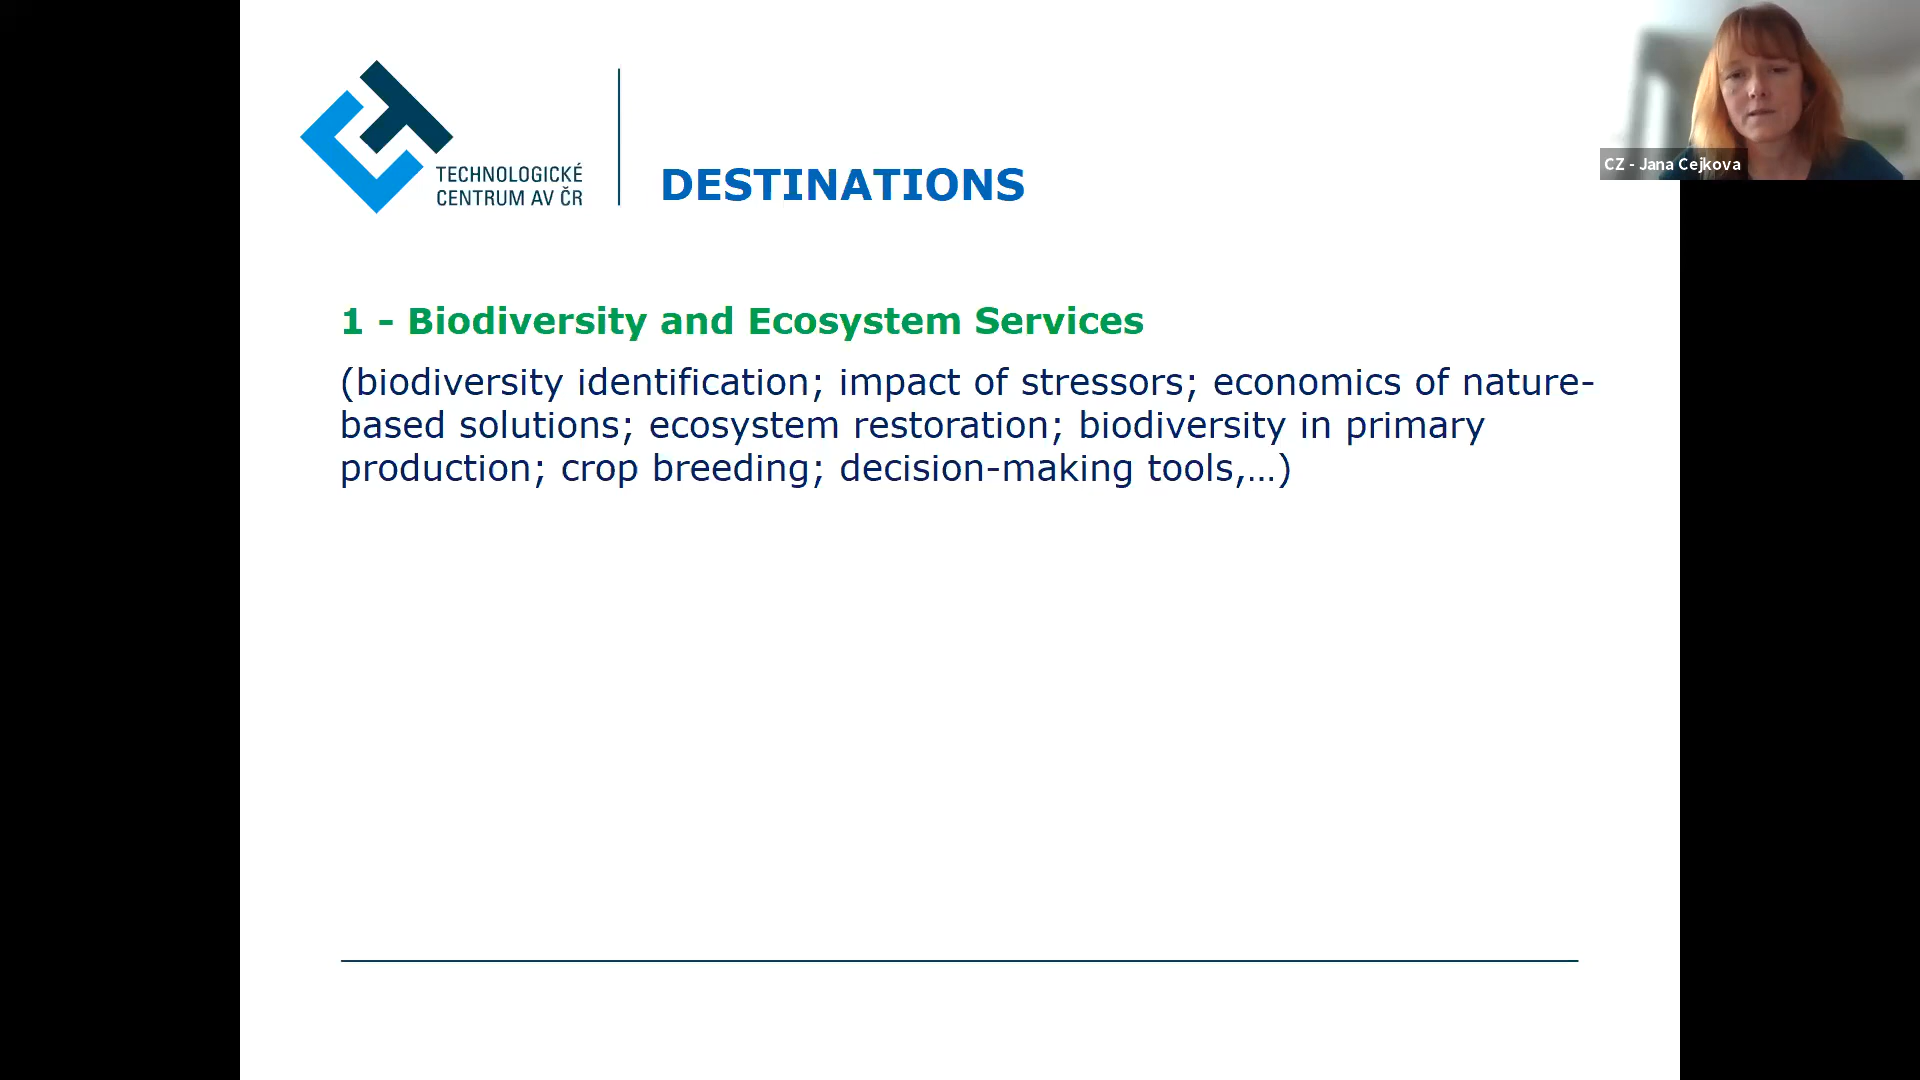 TECHNOLOGICKÉ
CENTRUM AV ČR
DESTINATIONS
CZ - Jana Cejkova
1 - Biodiversity and Ecosystem Services
(biodiversity identification; impact of stressors; economics of nature-
based solutions; ecosystem restoration; biodiversity in primary
production; crop breeding; decision-making tools,…)